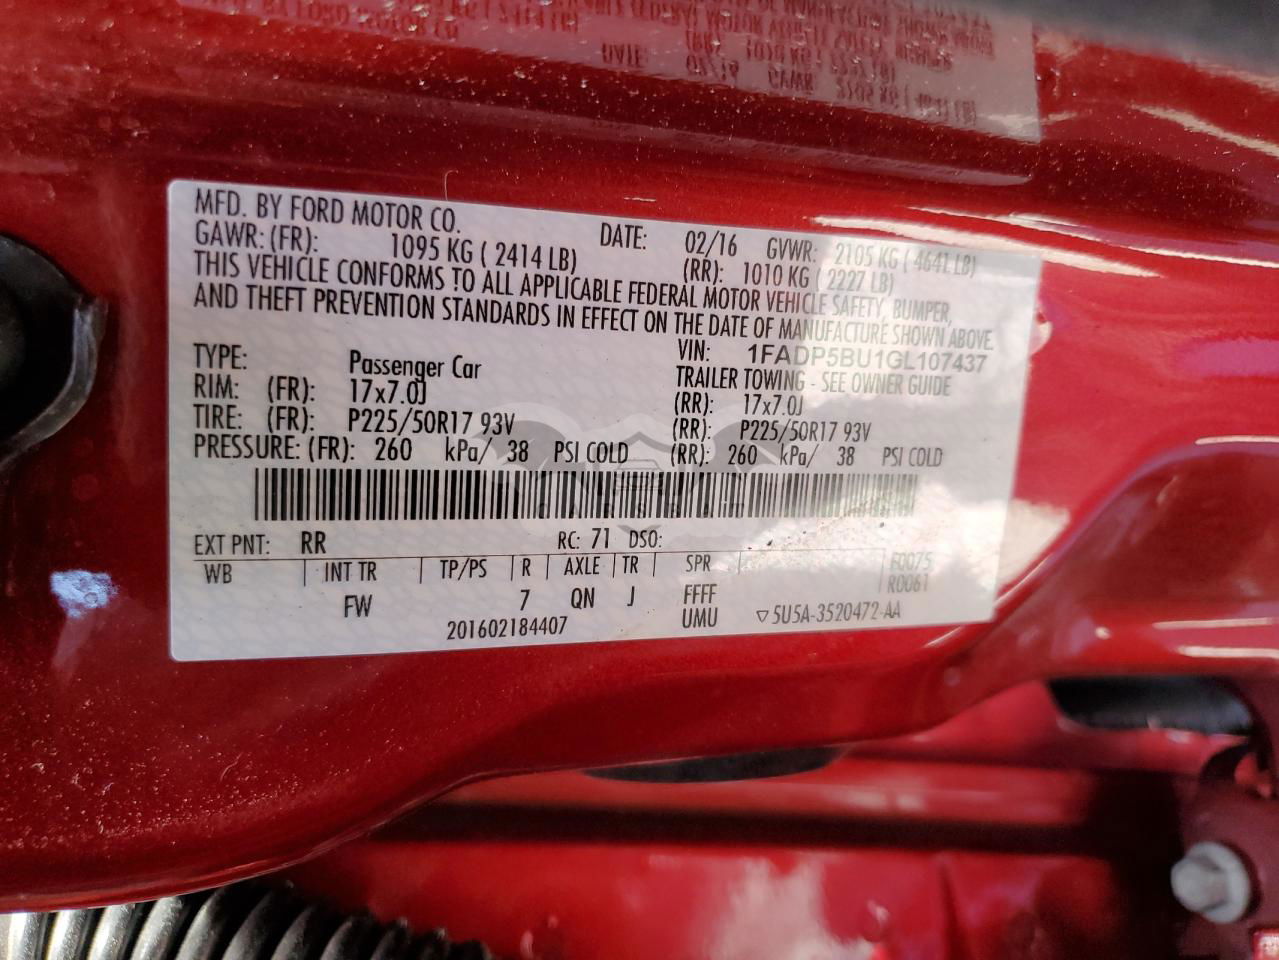 MFD. BY FORD MOTOR CO.
DATE: 02/16 GVWR: 2105 KG ( 4641 LB)
GAWR: (FR): 1095 KG ( 2414 LB) (RR): 1010 KG ( 2227 LB)
THIS VEHICLE CONFORMS TO ALL APPLICABLE FEDERAL MOTOR VEHICLE SAFETY, BUMPER,
AND THEFT PREVENTION STANDARDS IN EFFECT ON THE DATE OF MANUFACTURE SHOWN ABOVE.
VIN: 1FADP5BU1GL107437
TYPE: Passenger Car TRAILER TOWING - SEE OWNER GUIDE
RIM: (FR): 17x7.0J (RR): 17x7.0J
TIRE: (FR): P225/50R17 93V (RR): P225/50R17 93V
PRESSURE: (FR): 260 kPa/ 38 PSI COLD (RR): 260 kPa/ 38 PSI COLD
EXT PNT: RR RC: 71 DSO:
WB INT TR TP/PS R AXLE TR SPR F0075
R0061
FW 7 QN J FFFF
UMU
201602184407 ▽5U5A-3520472-AA